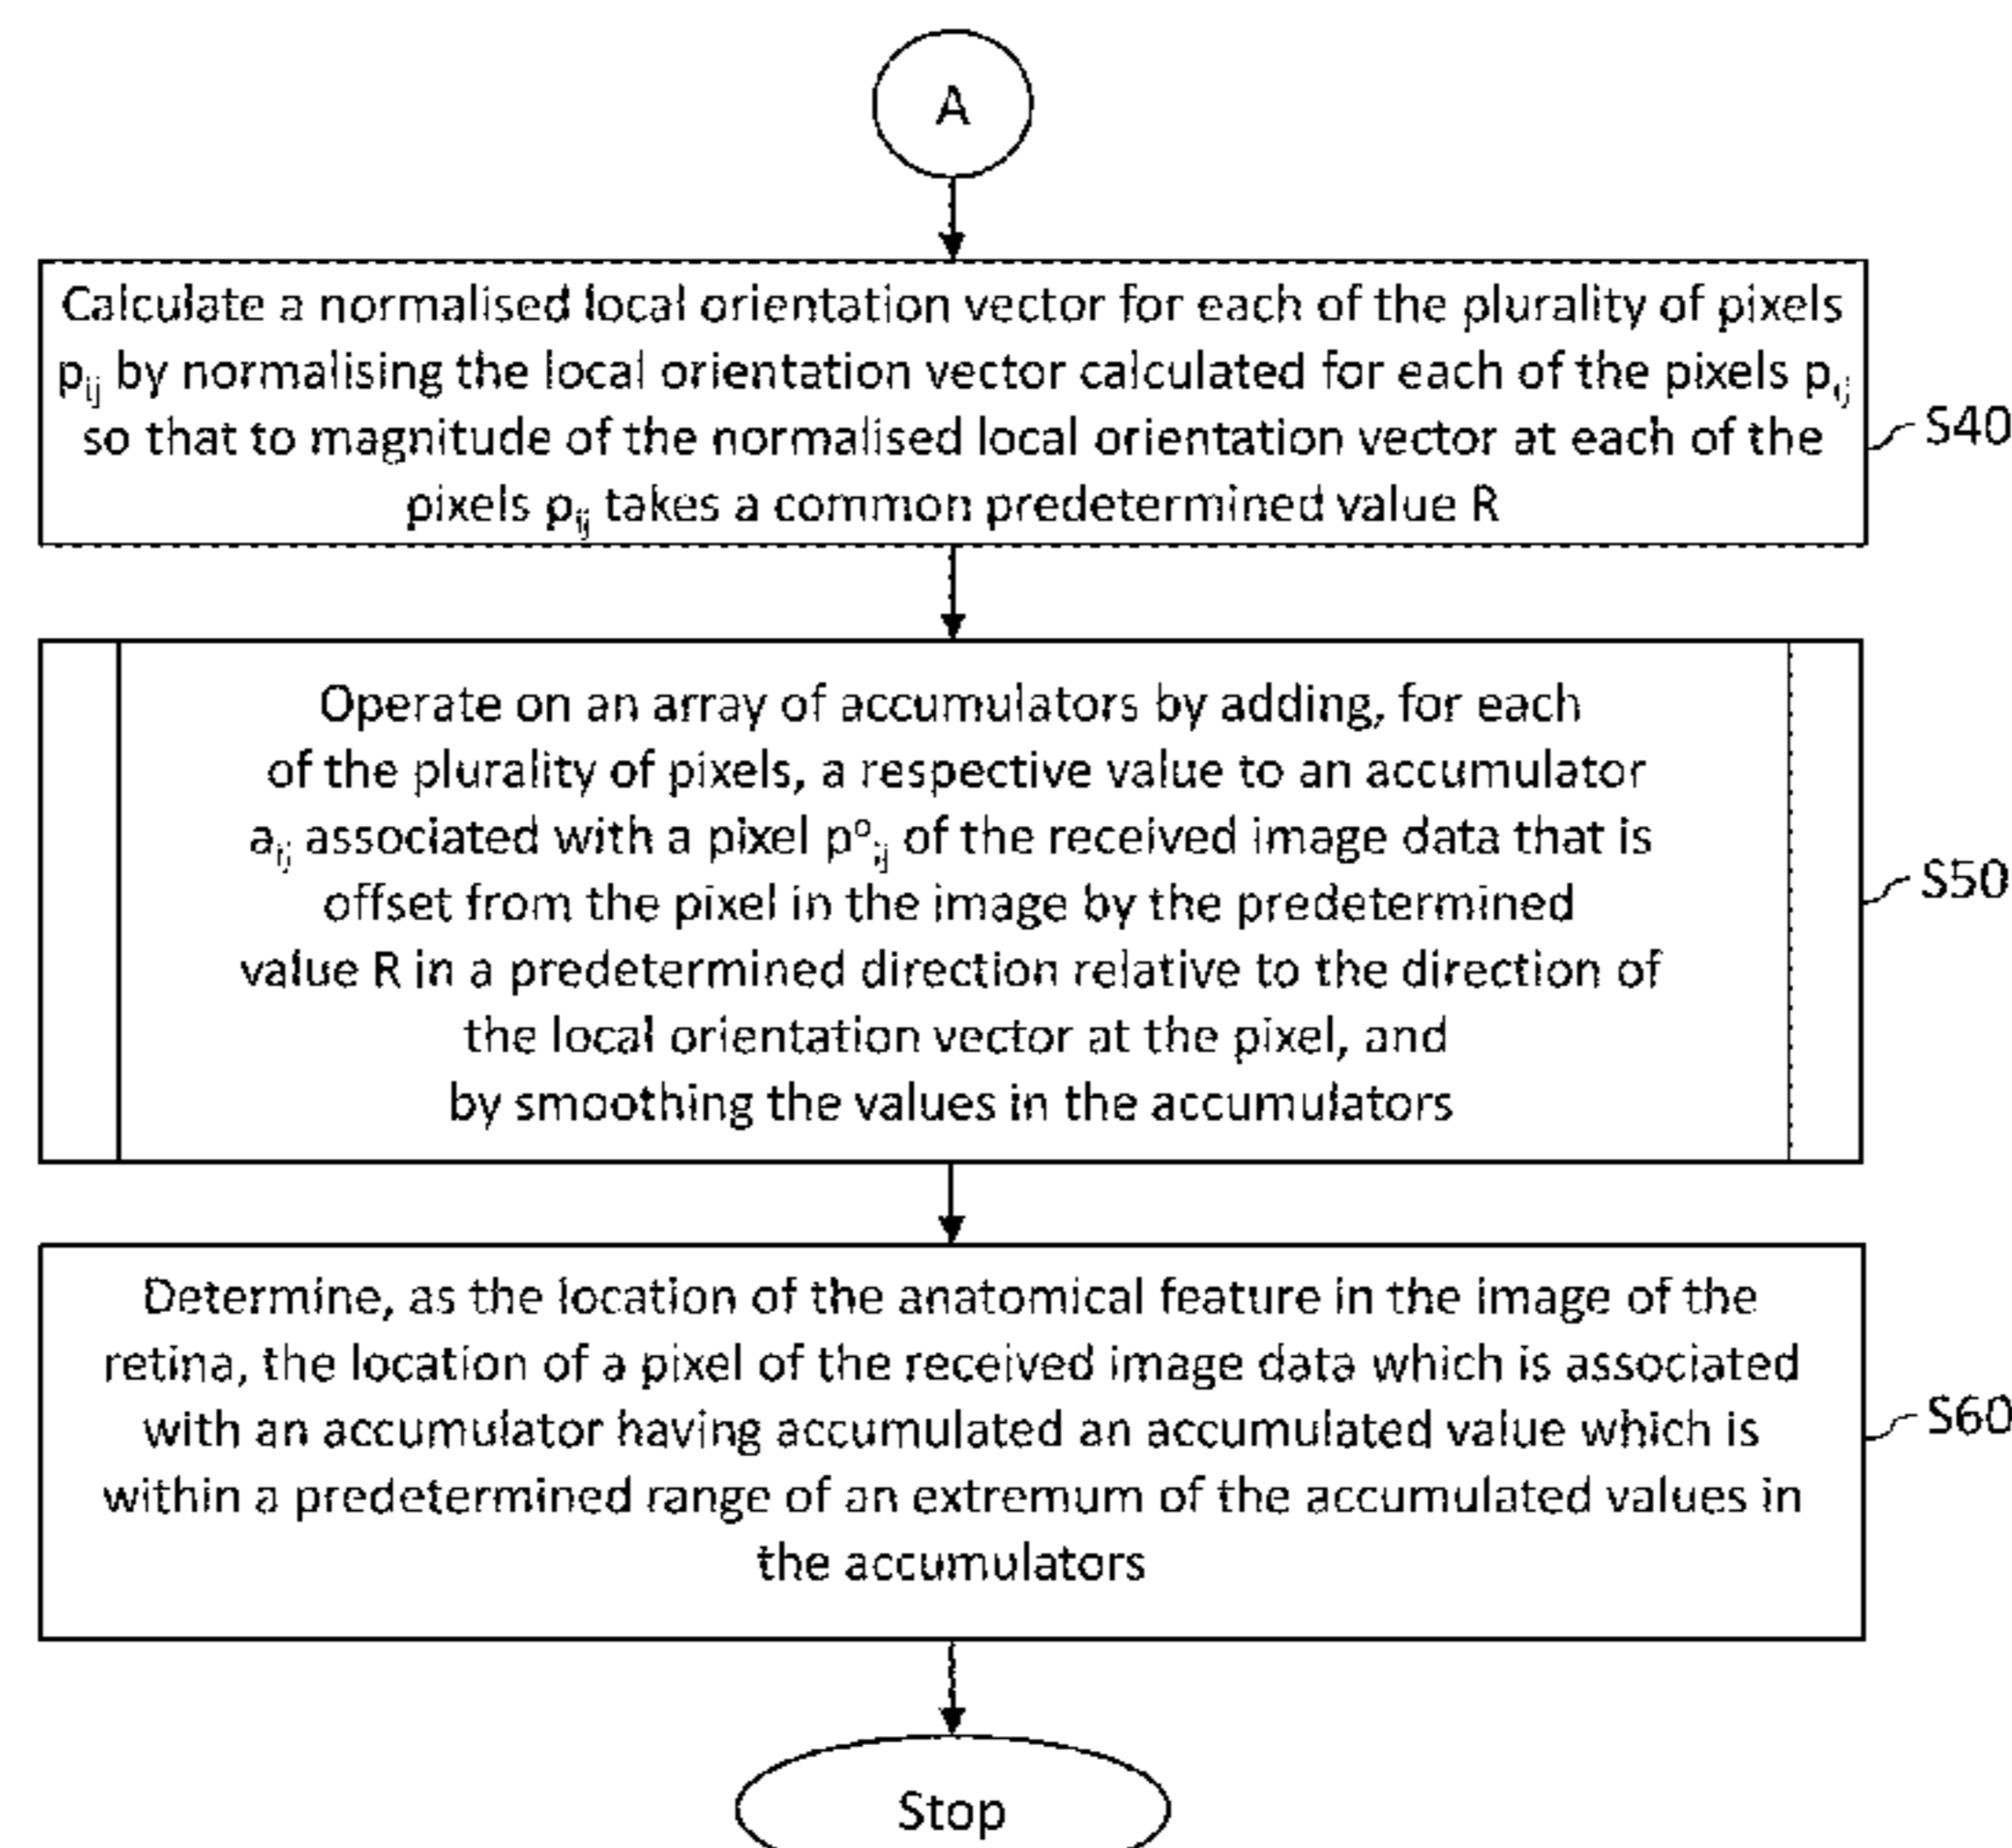 A
Calculate a normalised local orientation vector for each of the plurality of pixels
pij by normalising the local orientation vector calculated for each of the pixels pij
so that to magnitude of the normalised local orientation vector at each of the
pixels pij takes a common predetermined value R
S40
Operate on an array of accumulators by adding, for each
of the plurality of pixels, a respective value to an accumulator
aij associated with a pixel p°ij of the received image data that is
offset from the pixel in the image by the predetermined
value R in a predetermined direction relative to the direction of
the local orientation vector at the pixel, and
by smoothing the values in the accumulators
S50
Determine, as the location of the anatomical feature in the image of the
retina, the location of a pixel of the received image data which is associated
with an accumulator having accumulated an accumulated value which is
within a predetermined range of an extremum of the accumulated values in
the accumulators
S60
Stop